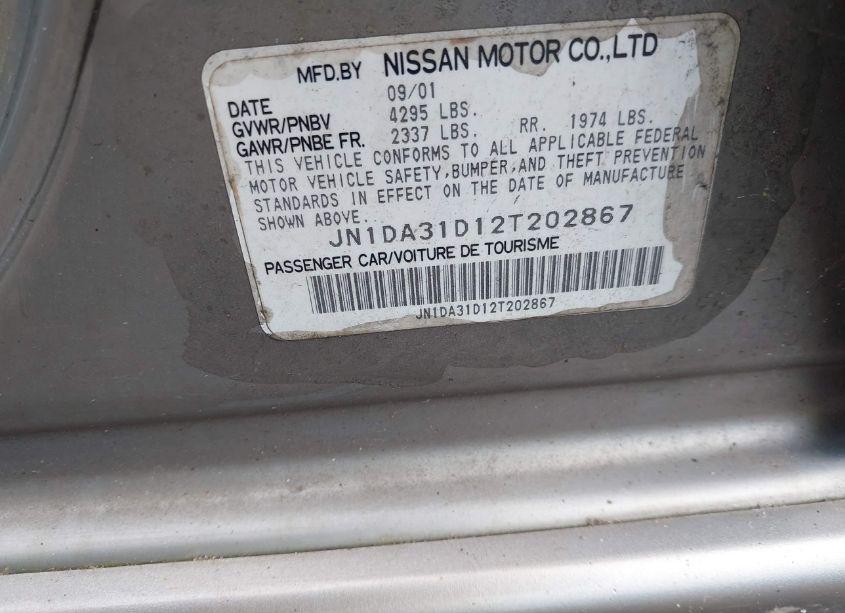 MFD.BY NISSAN MOTOR CO.,LTD
DATE 09/01
GVWR/PNBV 4295 LBS.
GAWR/PNBE FR. 2337 LBS. RR. 1974 LBS.
THIS VEHICLE CONFORMS TO ALL APPLICABLE FEDERAL
MOTOR VEHICLE SAFETY,BUMPER,AND THEFT PREVENTION
STANDARDS IN EFFECT ON THE DATE OF MANUFACTURE
SHOWN ABOVE.
JN1DA31D12T202867
PASSENGER CAR/VOITURE DE TOURISME
JN1DA31D12T202867